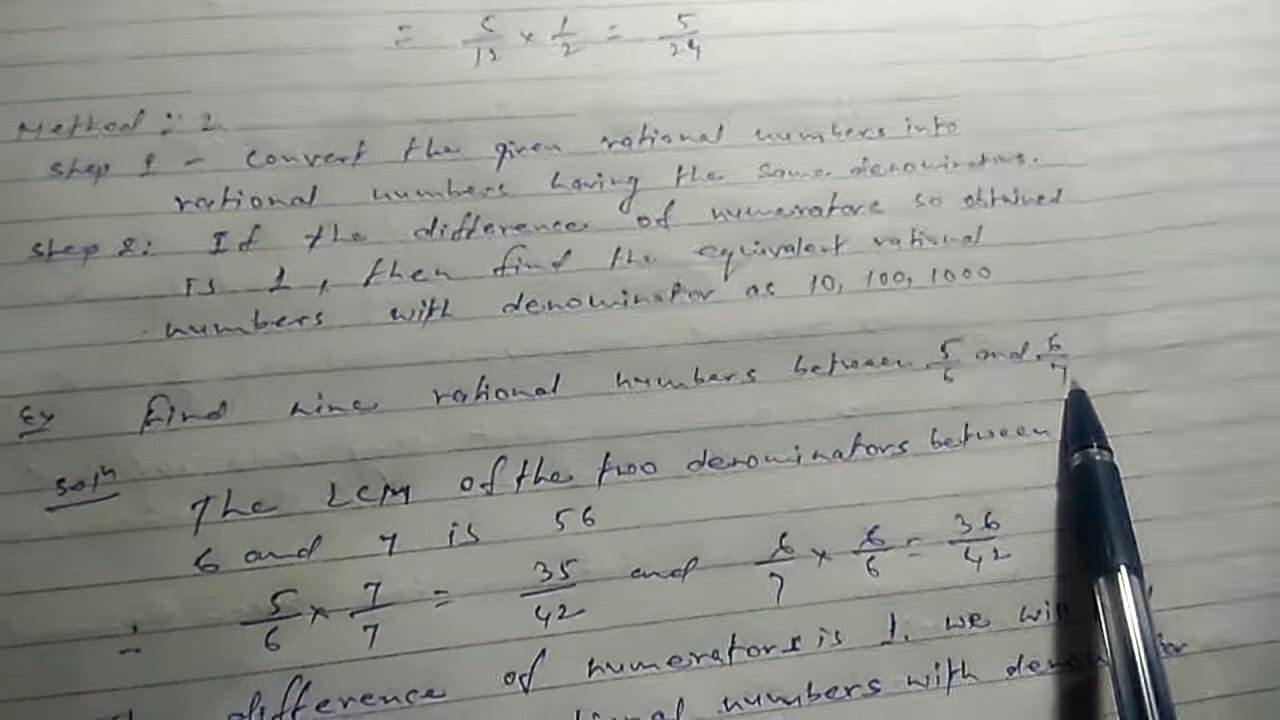 = 5/12 × 1/2 = 5/24
Method : 2
Step 1 - convert the given rational numbers into
rational numbers having the same denominators.
Step 2: If the difference of numerators so obtained
is 1, then find the equivalent rational
numbers with denominator as 10, 100, 1000
Ex Find nine rational numbers between 5/6 and 6/7
Soln The LCM of the two denominators between
6 and 7 is 56
∴ 5/6 × 7/7 = 35/42 and 6/7 × 6/6 = 36/42
difference of numerators is 1. we
numbers with